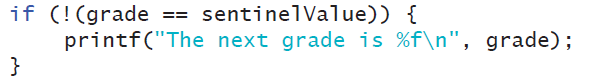 if (!(grade == sentinelValue)) {
    printf("The next grade is %f\n", grade);
}